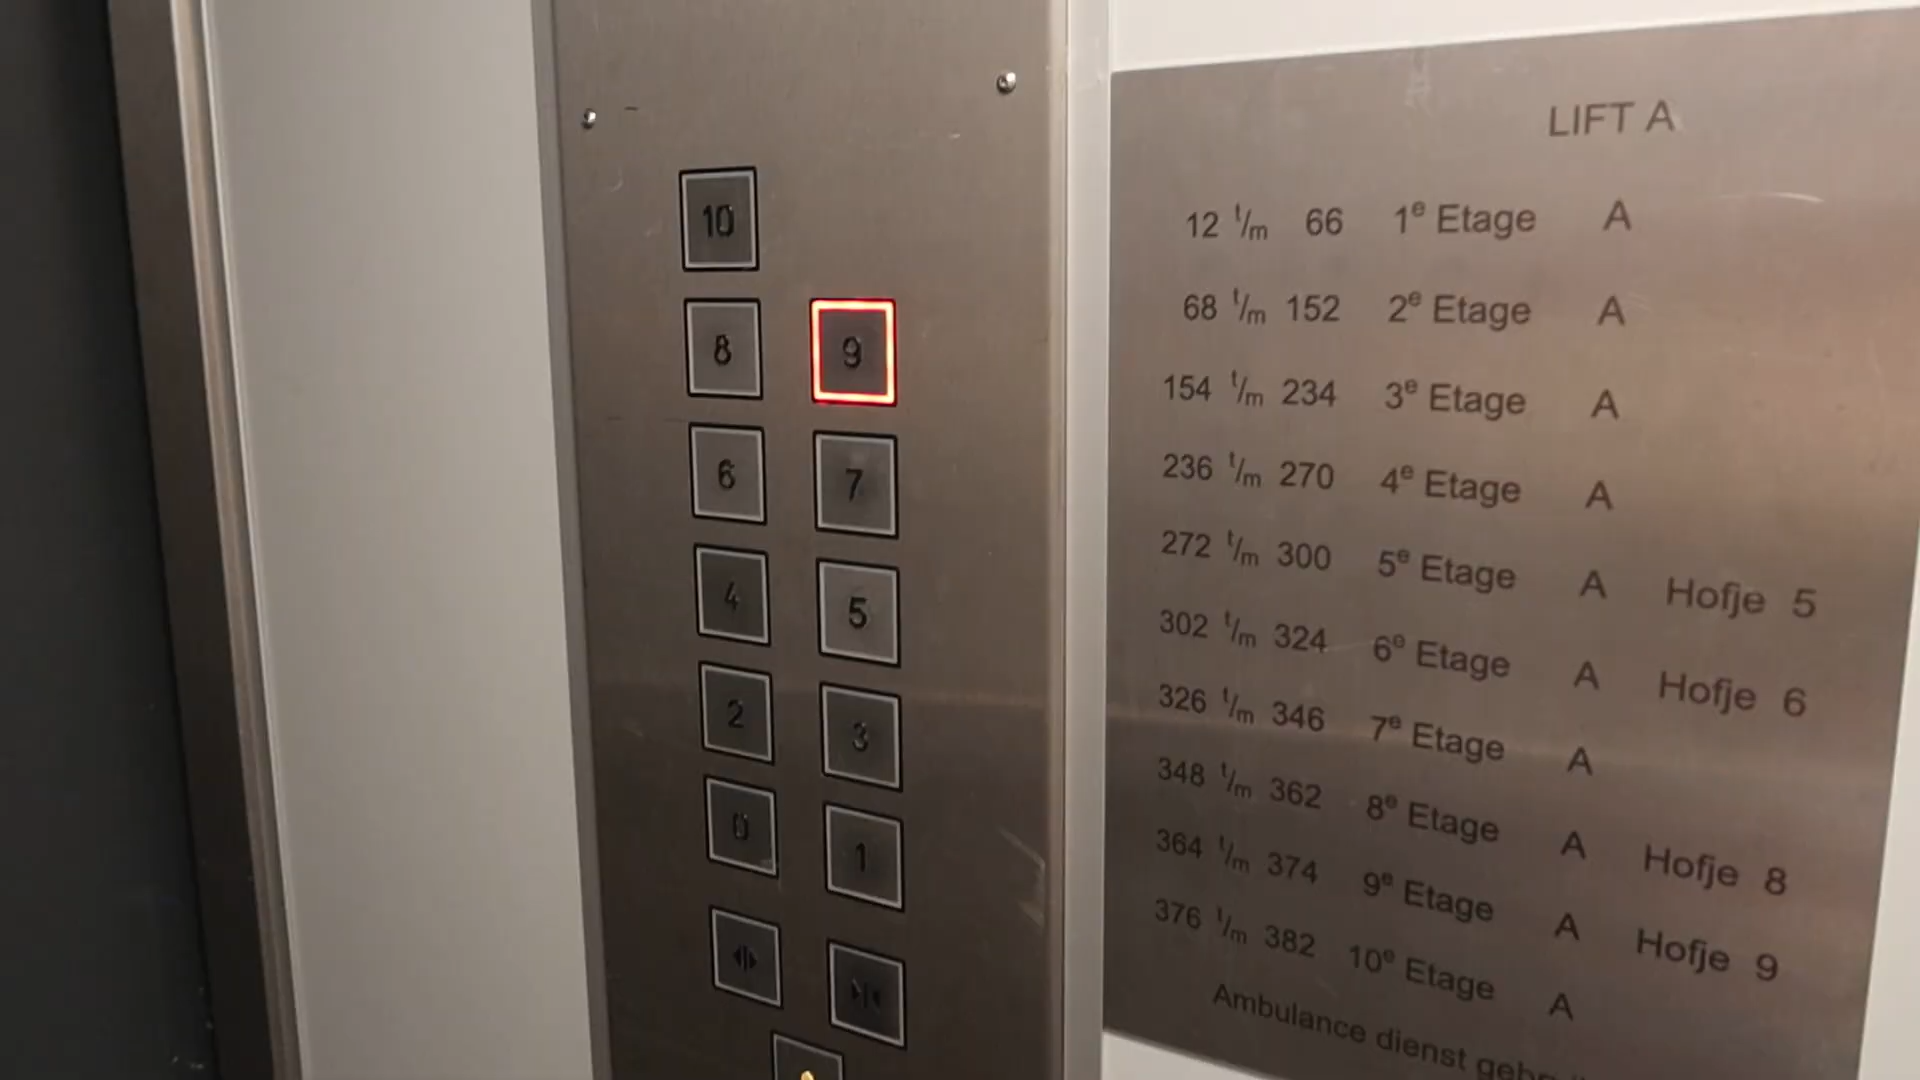 10
8 9
6 7
4 5
2 3
0 1
LIFT A
12 t/m 66 1e Etage A
68 t/m 152 2e Etage A
154 t/m 234 3e Etage A
236 t/m 270 4e Etage A
272 t/m 300 5e Etage A Hofje 5
302 t/m 324 6e Etage A Hofje 6
326 t/m 346 7e Etage A
348 t/m 362 8e Etage A Hofje 8
364 t/m 374 9e Etage A Hofje 9
376 t/m 382 10e Etage A
Ambulance dienst